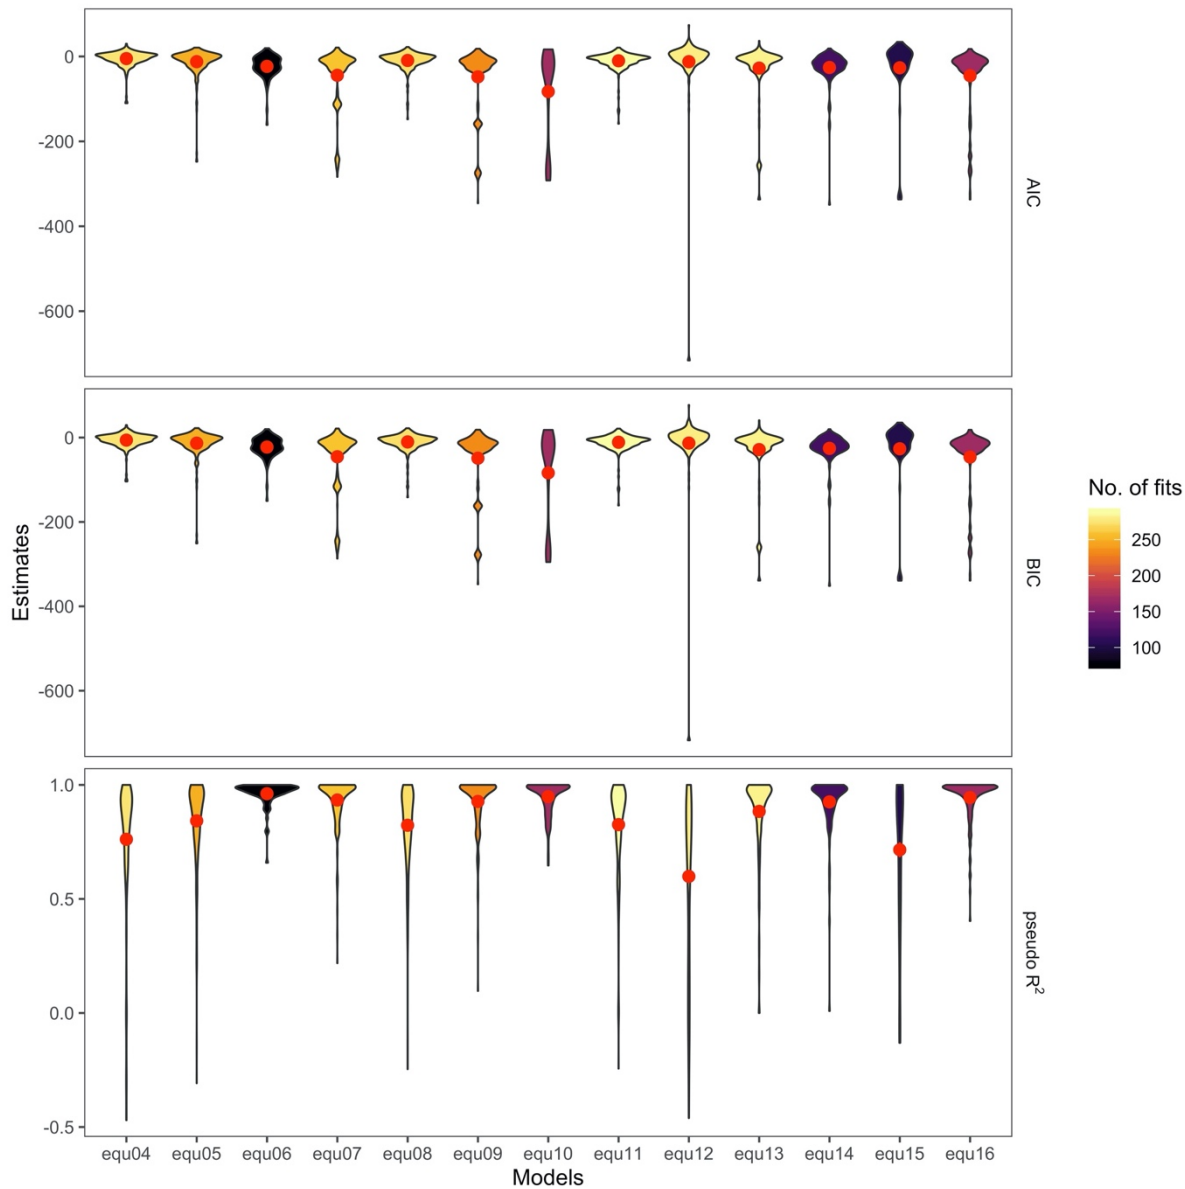 0
-200
-400
-600
AIC
0
-200
-400
-600
BIC
1.0
0.5
0.0
-0.5
pseudo R²
Estimates
equ04 equ05 equ06 equ07 equ08 equ09 equ10 equ11 equ12 equ13 equ14 equ15 equ16
Models
No. of fits
250
200
150
100